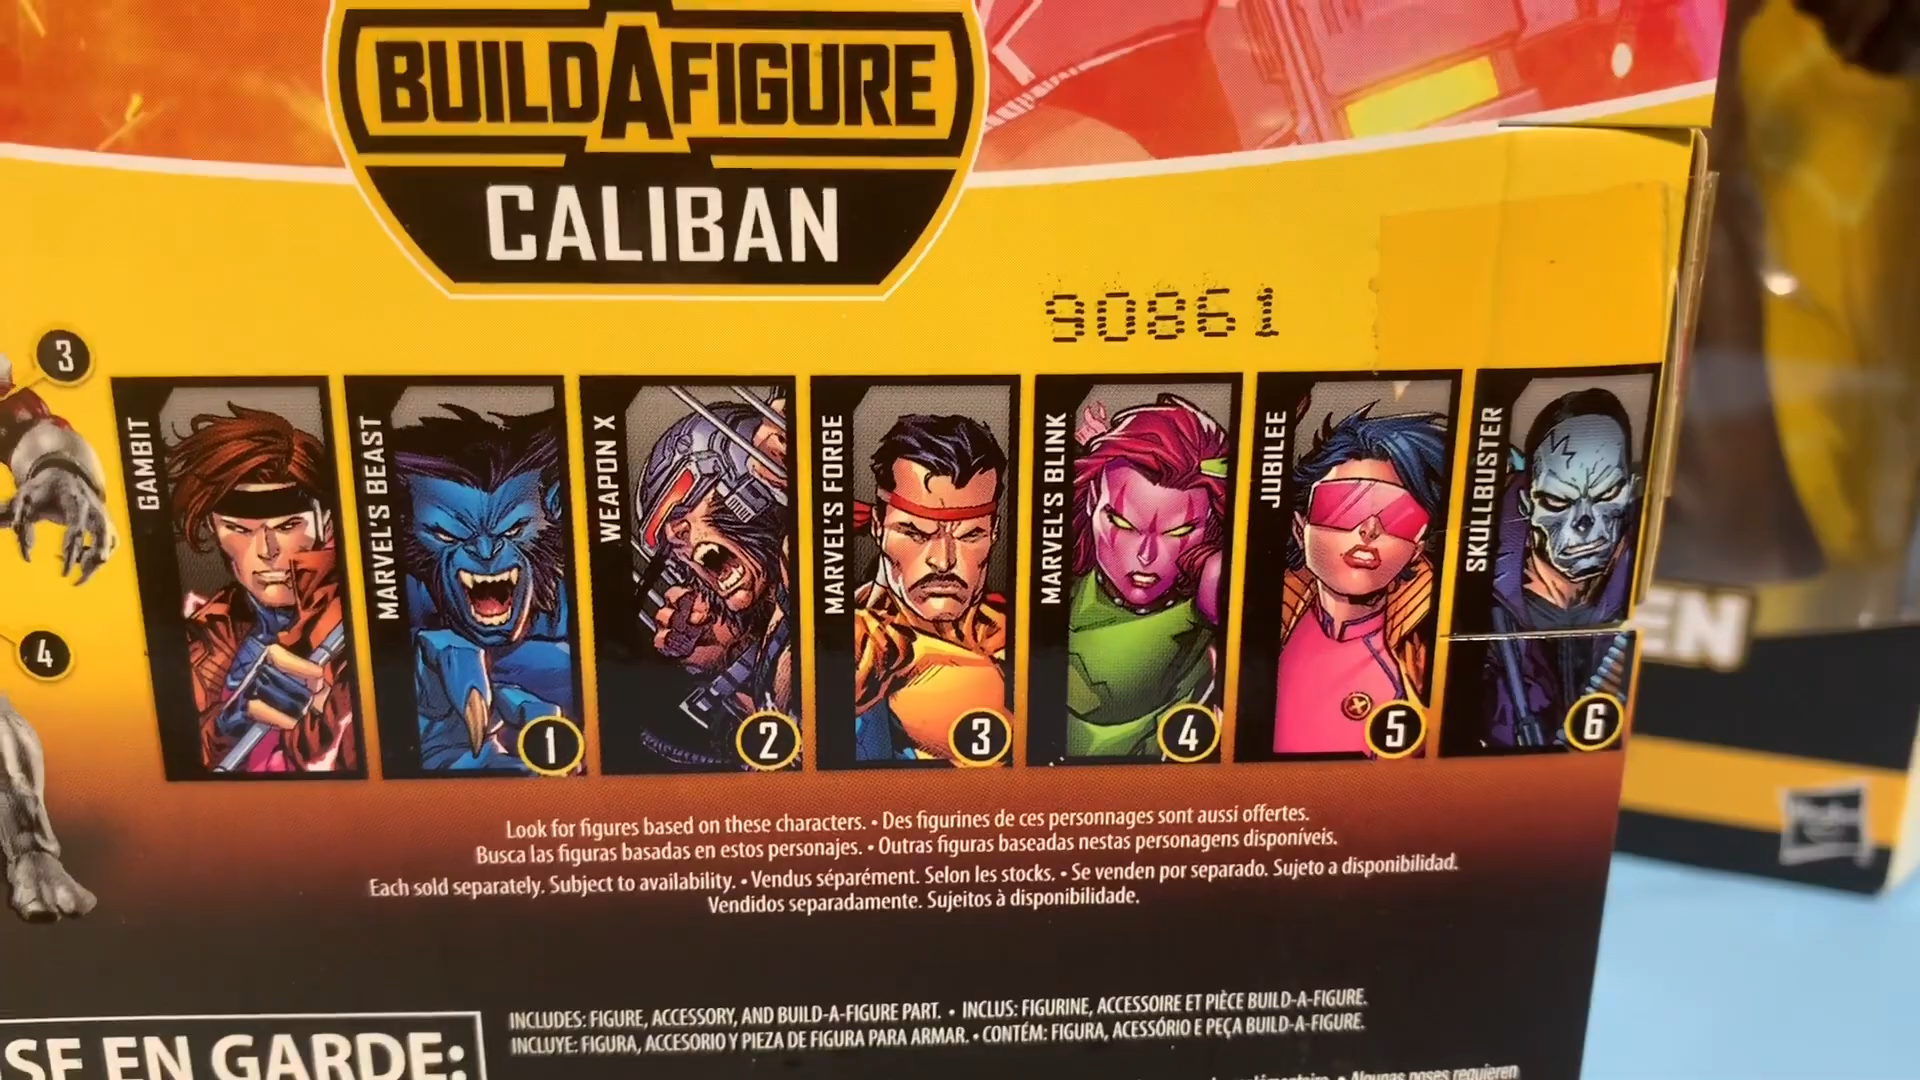 BUILDAFIGURE
CALIBAN
90861
3
4
GAMBIT
MARVEL'S BEAST
1
WEAPON X
2
MARVEL'S FORGE
3
MARVEL'S BLINK
4
JUBILEE
5
SKULLBUSTER
6
EN
Look for figures based on these characters. • Des figurines de ces personnages sont aussi offertes.
Busca las figuras basadas en estos personajes. • Outras figuras baseadas nestas personagens disponíveis.
Each sold separately. Subject to availability. • Vendus séparément. Selon les stocks. • Se venden por separado. Sujeto a disponibilidad.
Vendidos separadamente. Sujeitos à disponibilidade.
INCLUDES: FIGURE, ACCESSORY, AND BUILD-A-FIGURE PART. • INCLUS: FIGURINE, ACCESSOIRE ET PIÈCE BUILD-A-FIGURE.
INCLUYE: FIGURA, ACCESORIO Y PIEZA DE FIGURA PARA ARMAR. • CONTÉM: FIGURA, ACESSÓRIO E PEÇA BUILD-A-FIGURE.
SE EN GARDE:
• Algunas poses requieren